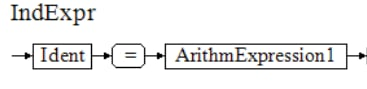 IndExpr
Ident = ArithmExpression1